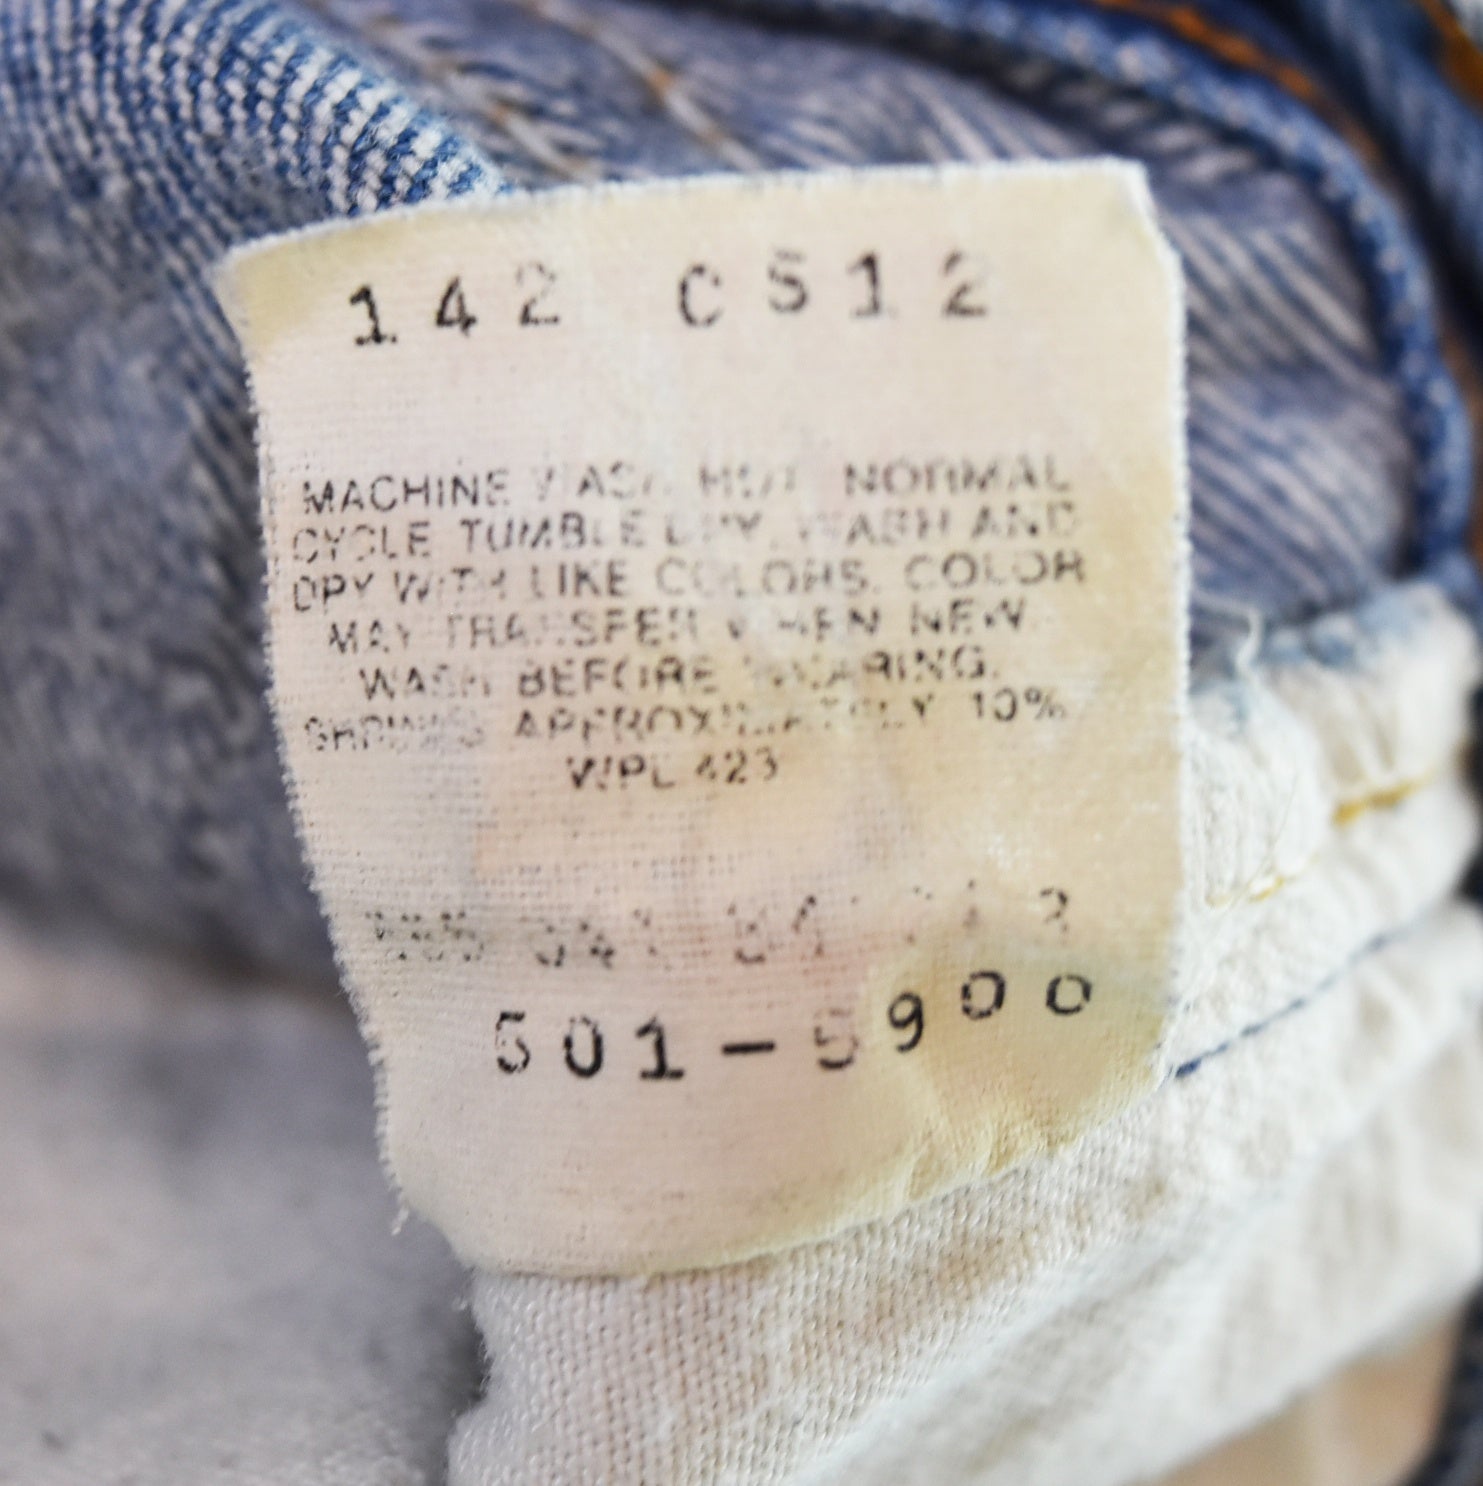 142 CS12
MACHINE WASH HOT NORMAL
CYCLE TUMBLE DRY. WASH AND
DRY WITH LIKE COLORS. COLOR
MAY TRANSFER WHEN NEW
WASH BEFORE WEARING.
SHRINKS APPROXIMATELY 10%
WPL 423
501-5900